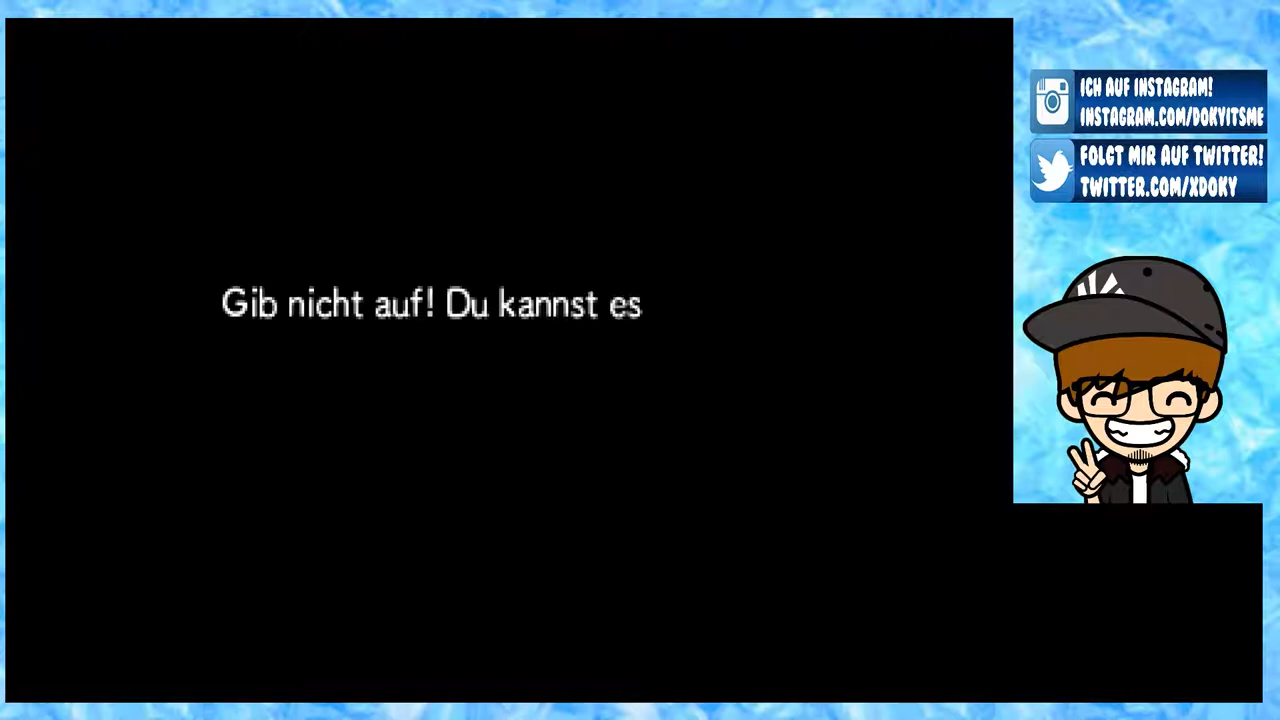 Gib nicht auf! Du kannst es
ICH AUF INSTAGRAM!
INSTAGRAM.COM/DOKYITSME
FOLGT MIR AUF TWITTER!
TWITTER.COM/XDOKY